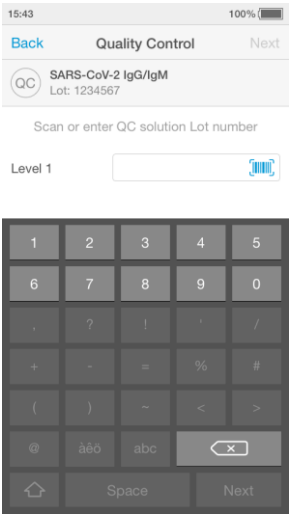 15:43 100%
Back Quality Control Next
QC SARS-CoV-2 IgG/IgM
Lot: 1234567
Scan or enter QC solution Lot number
Level 1
1 2 3 4 5
6 7 8 9 0
, ? ! ' /
+ - = % #
( ) ~ < >
@ àêö abc
Space Next